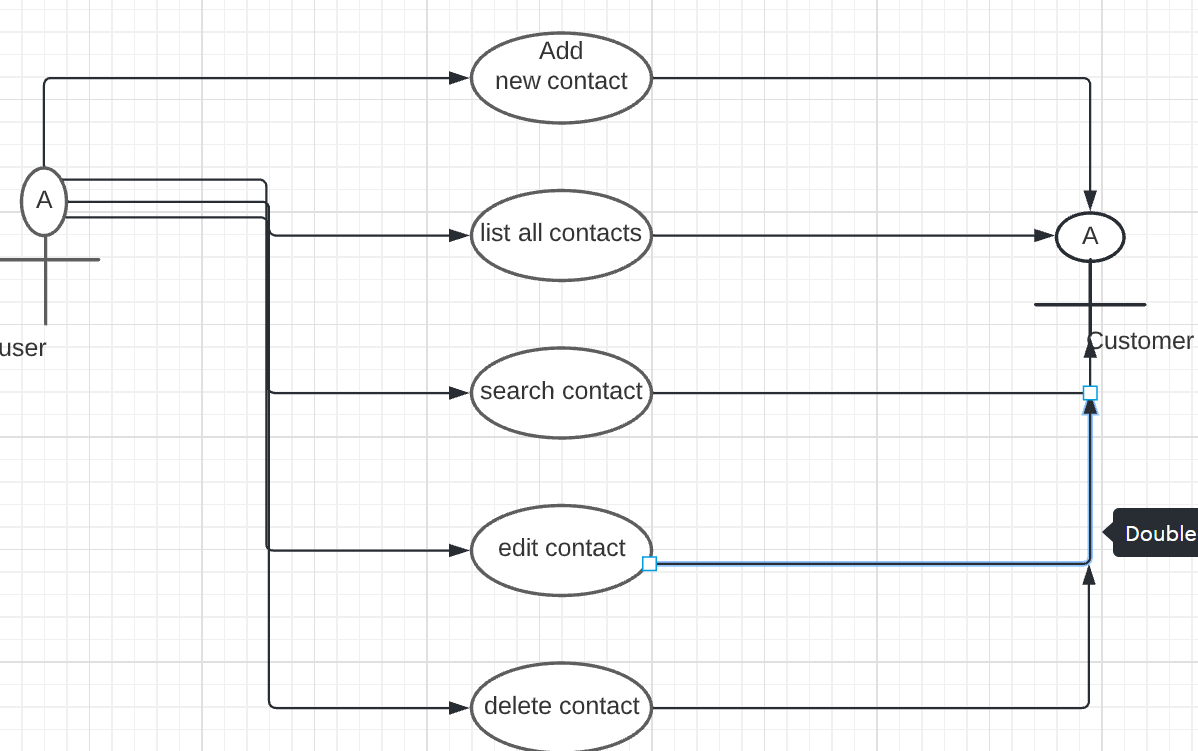 Add
new contact
A
list all contacts
A
user
Customer
search contact
edit contact
Double
delete contact